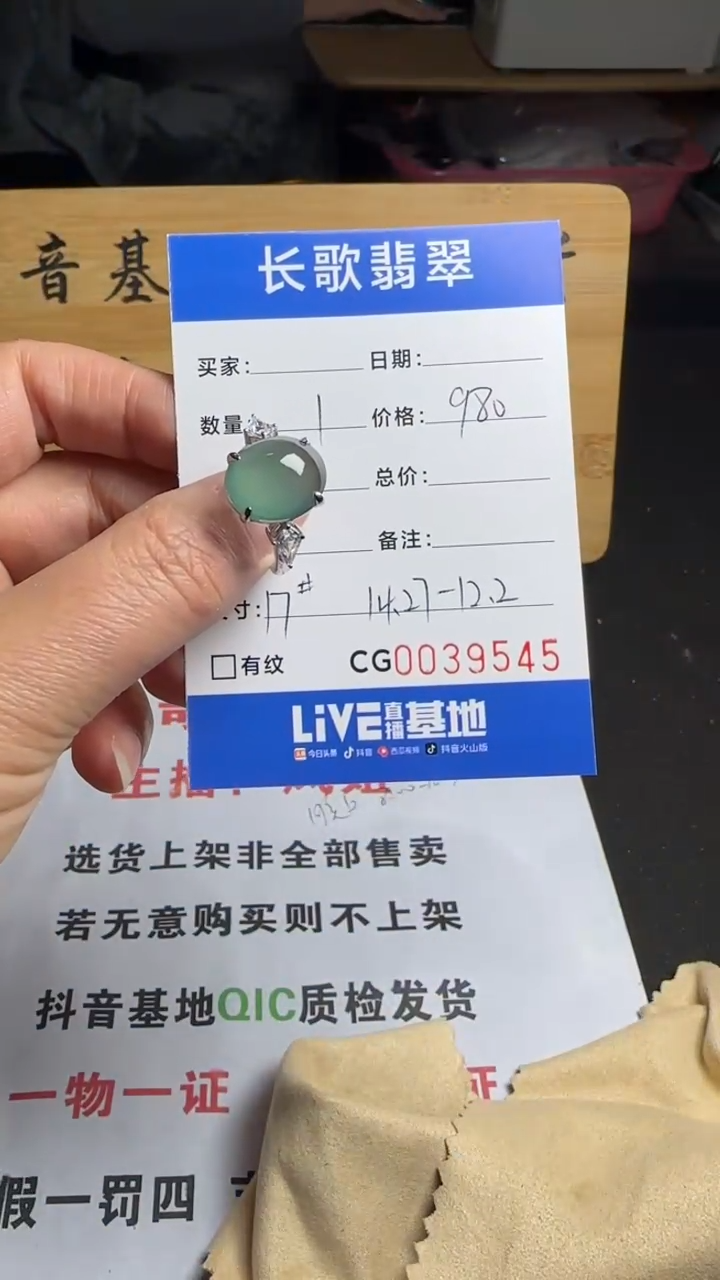 音基
长歌翡翠
买家: 日期:
数量 1 价格: 980
总价:
备注:
寸: 17# 14.27-12.2
有纹 CG0039545
LiVE直播基地
今日头条 抖音 西瓜视频 抖音火山版
主播:
选货上架非全部售卖
若无意购买则不上架
抖音基地QIC质检发货
一物一证 证
假一罚四